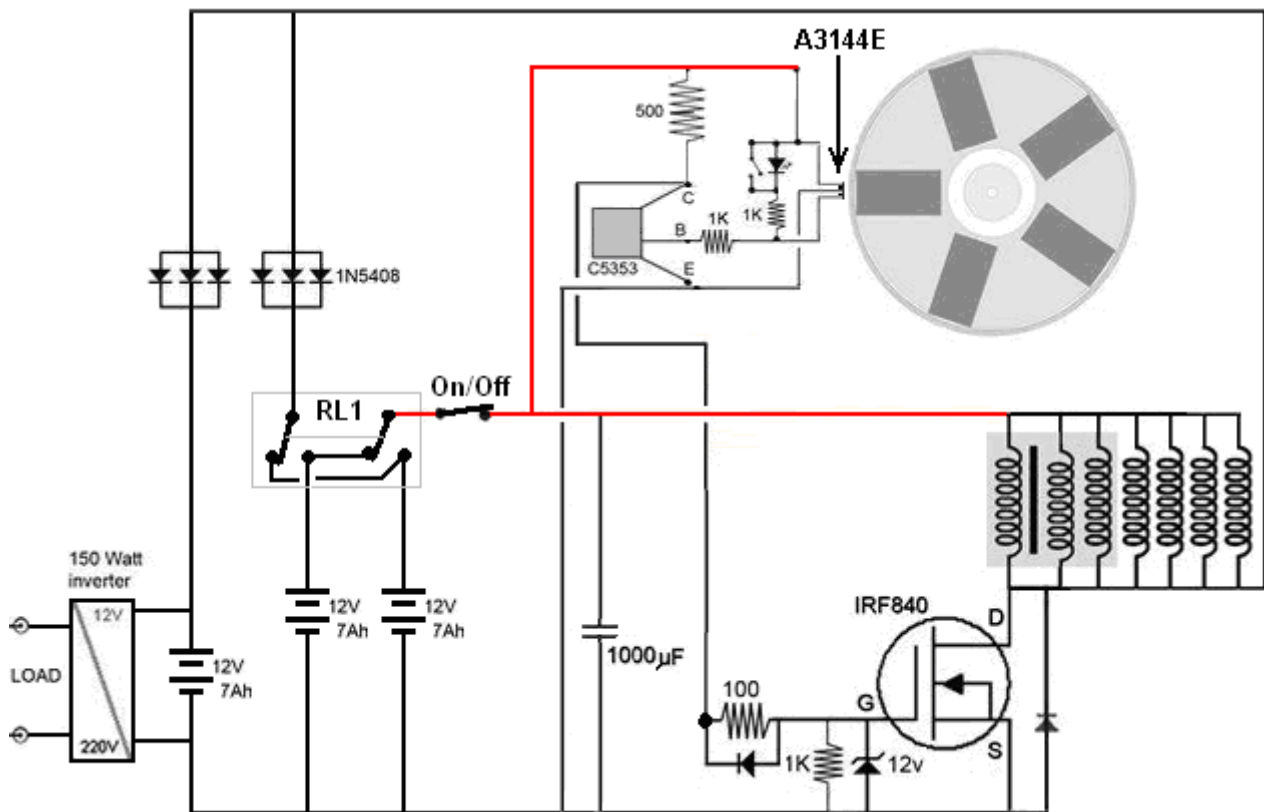 A3144E
500
C
1K
1K
B
C5353
E
1N5408
On/Off
RL1
150 Watt
inverter
12V
LOAD
220V
12V
7Ah
12V
7Ah
12V
7Ah
1000µF
IRF840
D
100
G
S
1K
12v